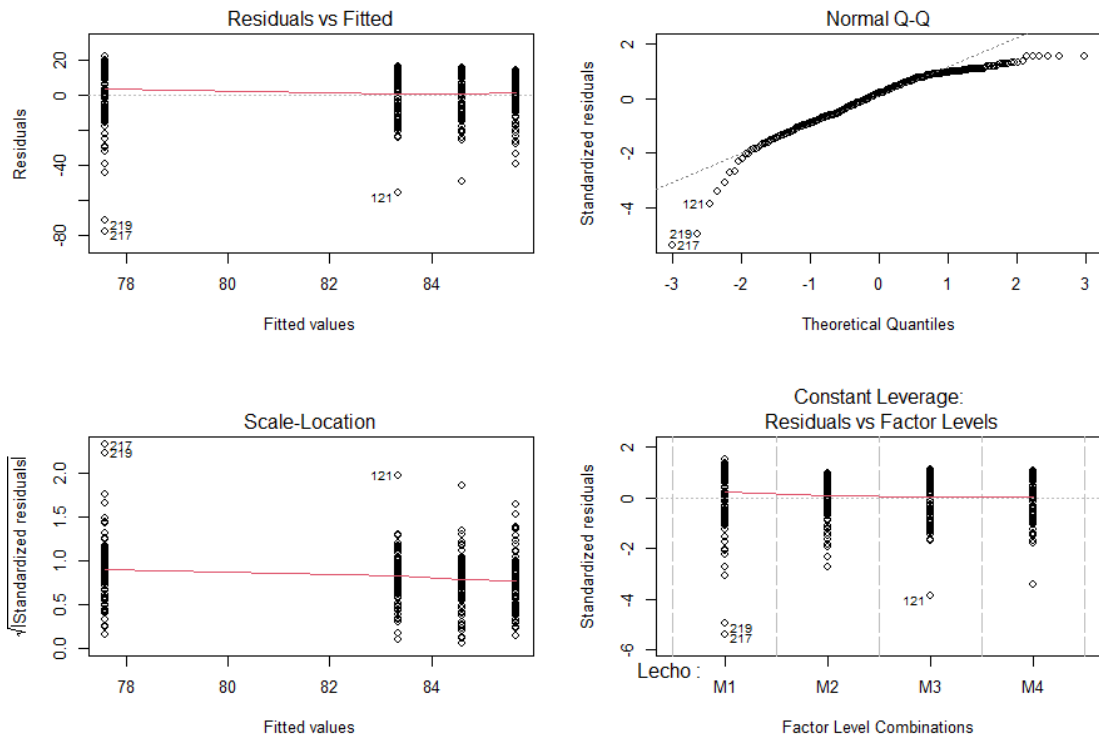 Residuals vs Fitted
Residuals
20
0
-40
-80
121
219
217
78
80
82
84
Fitted values
Normal Q-Q
Standardized residuals
2
0
-2
-4
121
219
217
-3
-2
-1
0
1
2
3
Theoretical Quantiles
Scale-Location
√|Standardized residuals|
2.0
1.5
1.0
0.5
0.0
217
219
121
78
80
82
84
Fitted values
Constant Leverage:
Residuals vs Factor Levels
Standardized residuals
2
0
-2
-4
-6
121
219
217
Lecho :
M1
M2
M3
M4
Factor Level Combinations